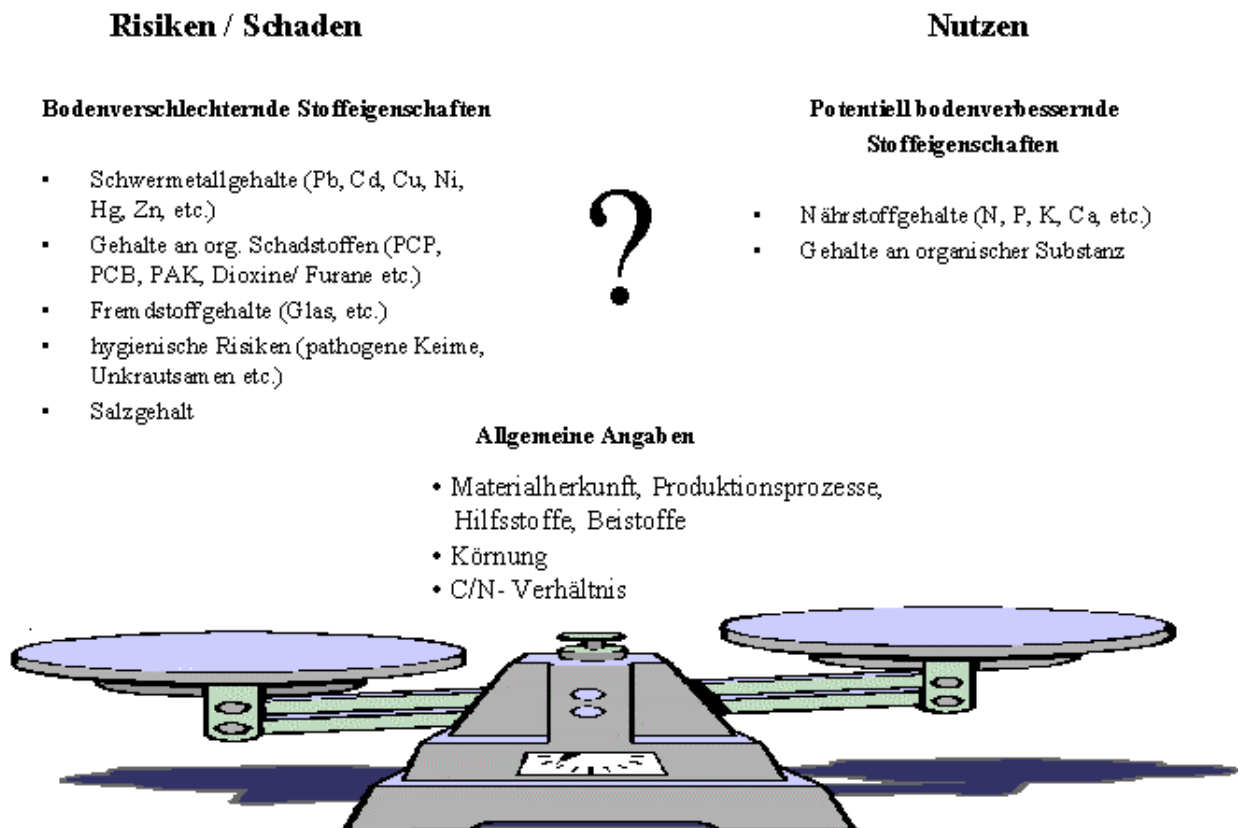 Risiken / Schaden
Bodenverschlechternde Stoffeigenschaften
▪ Schwermetallgehalte (Pb, Cd, Cu, Ni,
Hg, Zn, etc.)
▪ Gehalte an org. Schadstoffen (PCP,
PCB, PAK, Dioxine/ Furane etc.)
▪ Fremdstoffgehalte (Glas, etc.)
▪ hygienische Risiken (pathogene Keime,
Unkrautsamen etc.)
▪ Salzgehalt
?
Nutzen
Potentiell bodenverbessernde
Stoffeigenschaften
▪ Nährstoffgehalte (N, P, K, Ca, etc.)
▪ Gehalte an organischer Substanz
Allgemeine Angaben
• Materialherkunft, Produktionsprozesse,
Hilfsstoffe, Beistoffe
• Körnung
• C/N- Verhältnis